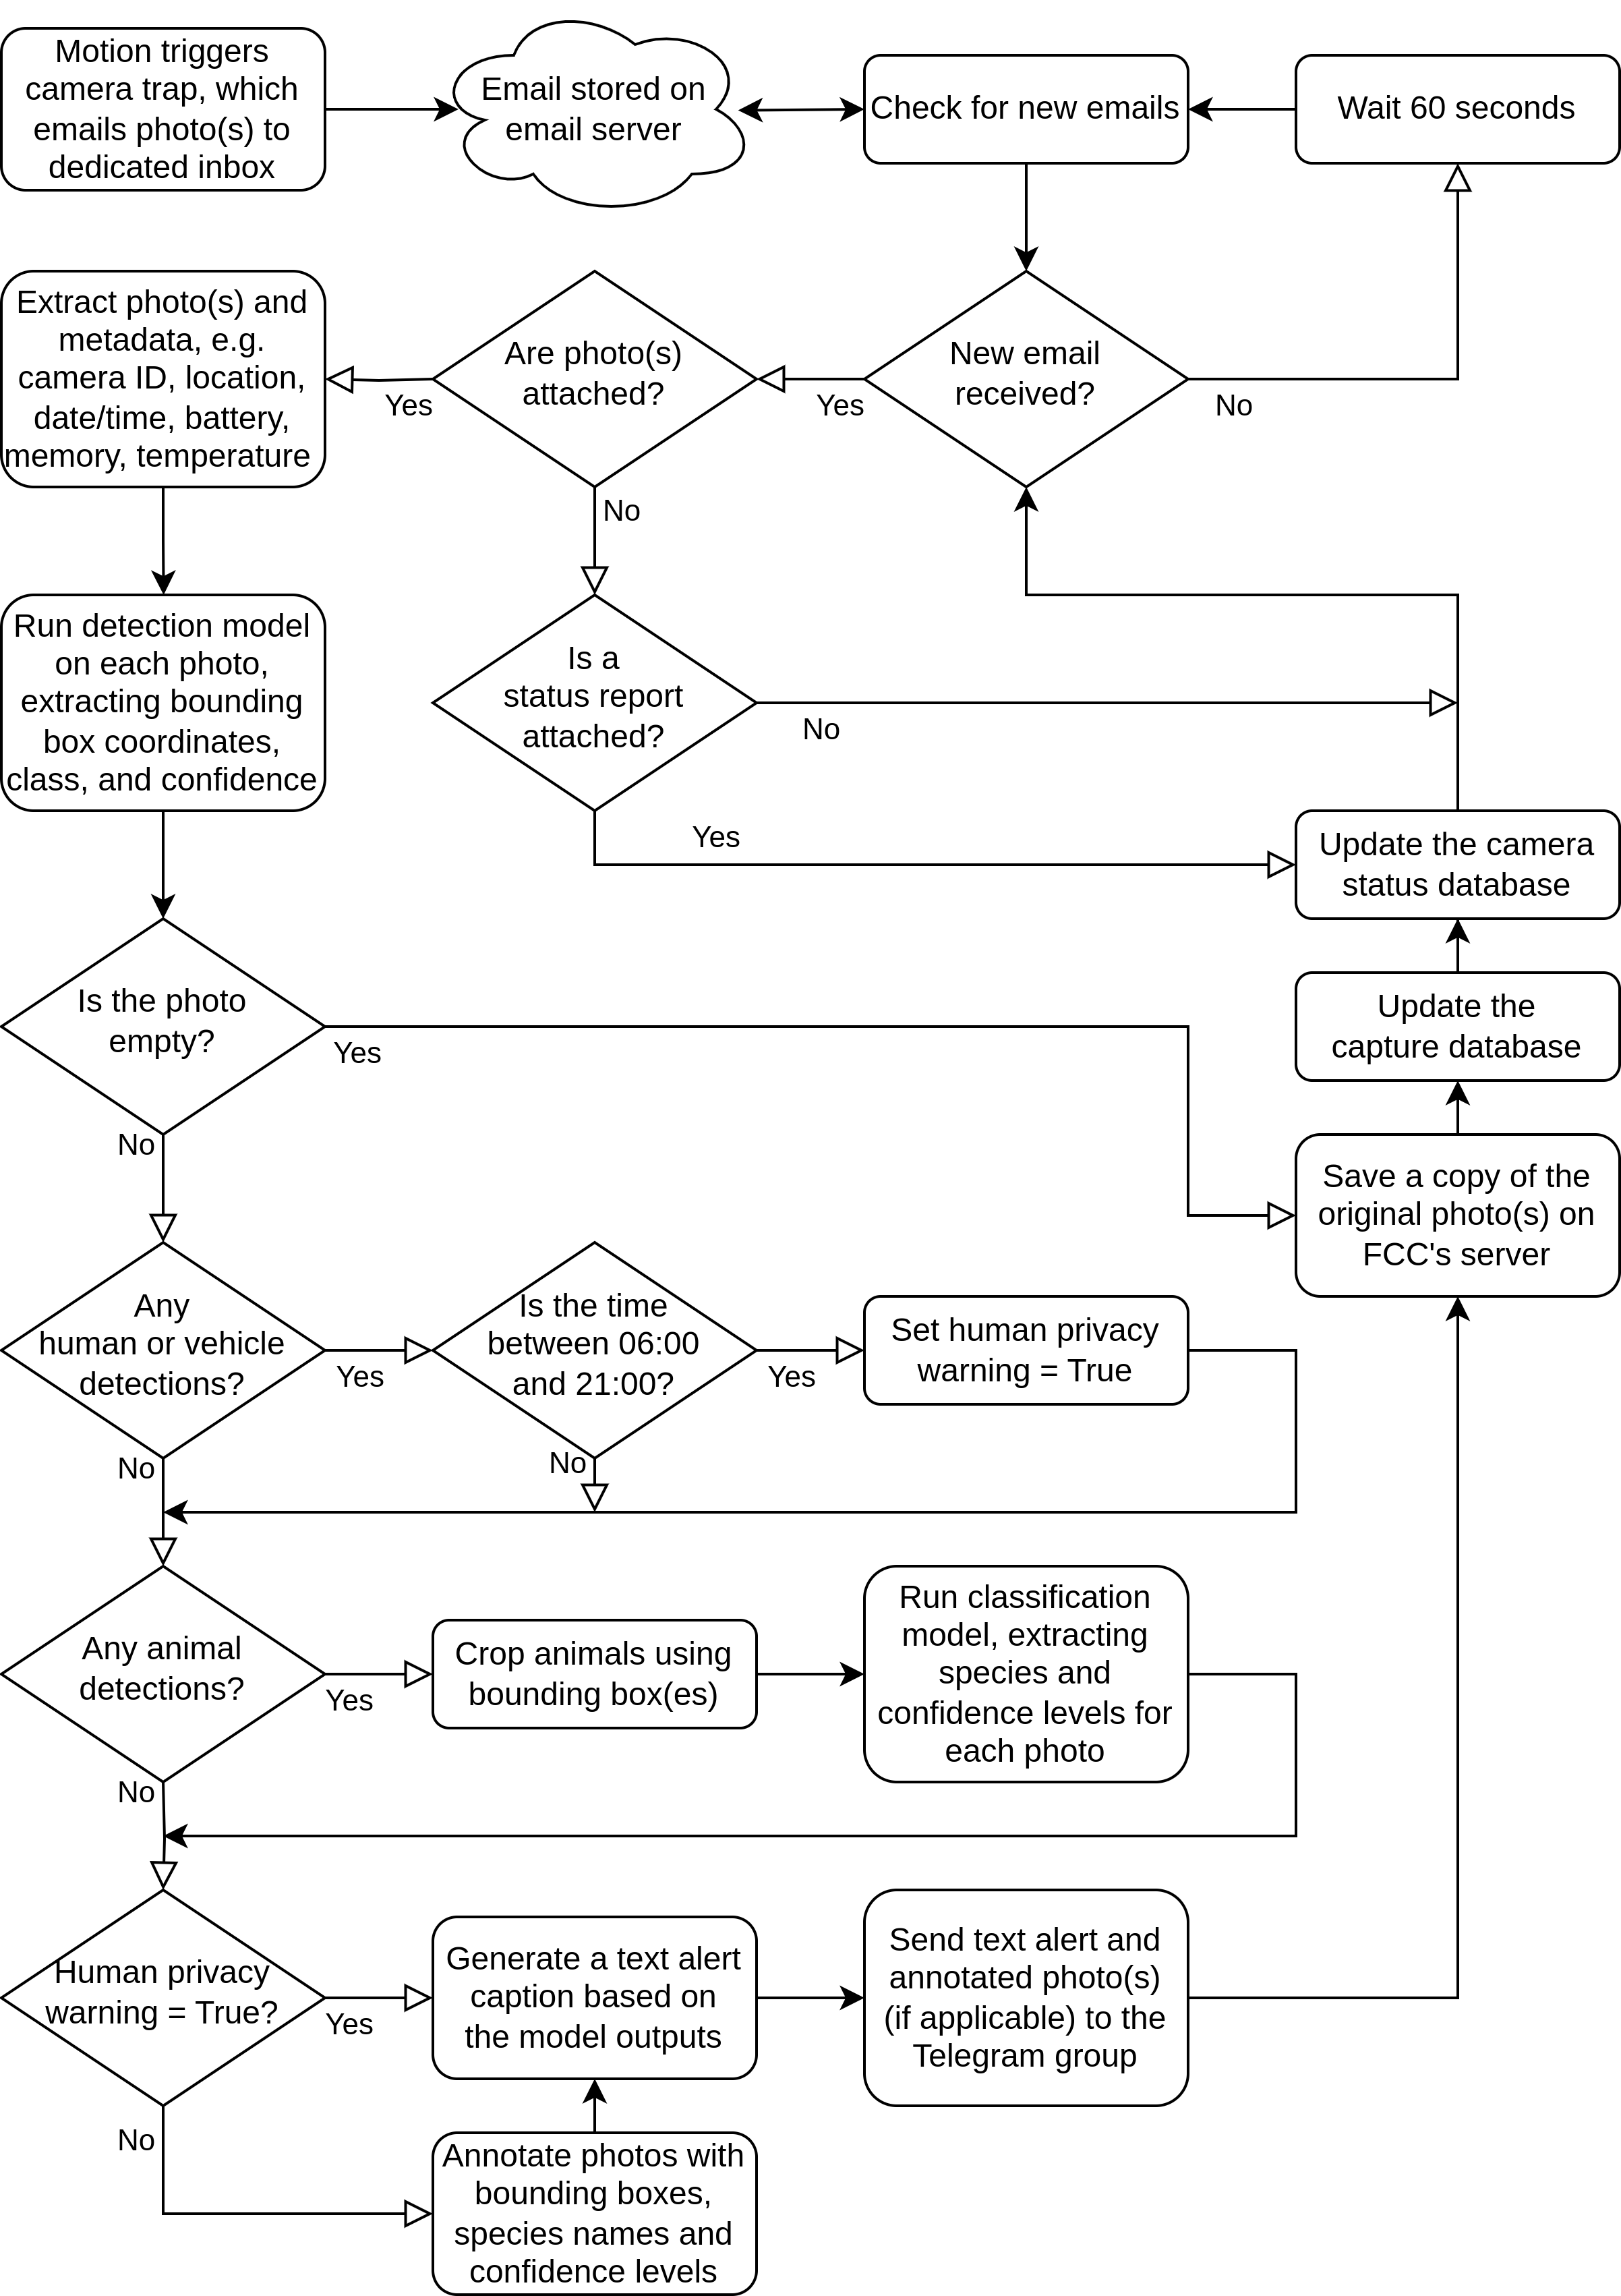 Motion triggers
camera trap, which
emails photo(s) to
dedicated inbox
Email stored on
email server
Check for new emails
Wait 60 seconds
Extract photo(s) and
metadata, e.g.
camera ID, location,
date/time, battery,
memory, temperature
Yes
Are photo(s)
attached?
Yes
New email
received?
No
No
Run detection model
on each photo,
extracting bounding
box coordinates,
class, and confidence
Is a
status report
attached?
No
Yes
Update the camera
status database
Is the photo
empty?
Yes
Update the
capture database
No
Save a copy of the
original photo(s) on
FCC's server
Any
human or vehicle
detections?
Yes
Is the time
between 06:00
and 21:00?
Yes
Set human privacy
warning = True
No
No
Any animal
detections?
Yes
Crop animals using
bounding box(es)
Run classification
model, extracting
species and
confidence levels for
each photo
No
Human privacy
warning = True?
Yes
Generate a text alert
caption based on
the model outputs
Send text alert and
annotated photo(s)
(if applicable) to the
Telegram group
No
Annotate photos with
bounding boxes,
species names and
confidence levels